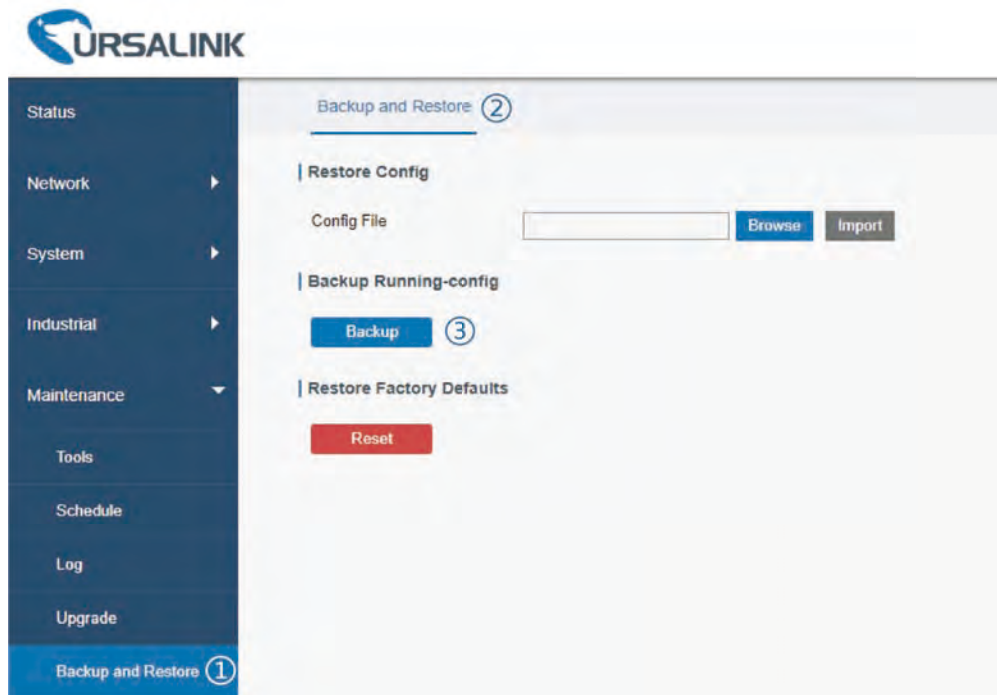 URSALINK
Status
Network
System
Industrial
Maintenance
Tools
Schedule
Log
Upgrade
Backup and Restore ①
Backup and Restore ②
Restore Config
Config File
Browse
Import
Backup Running-config
Backup ③
Restore Factory Defaults
Reset